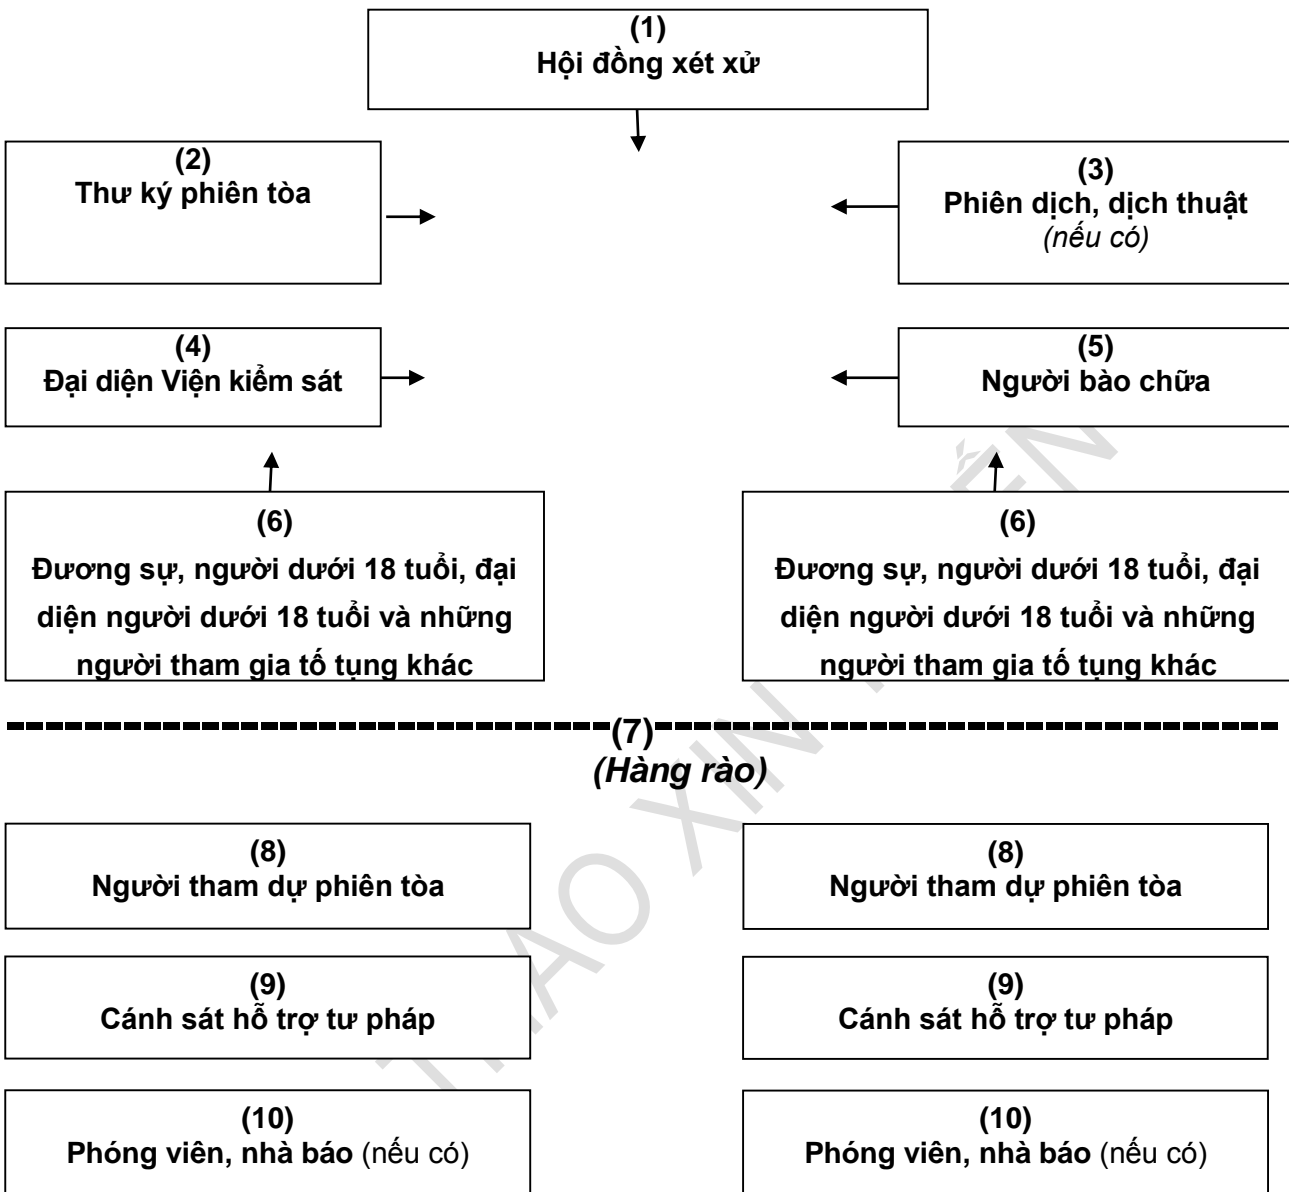 (1)
Hội đồng xét xử
(2)
Thư ký phiên tòa
(3)
Phiên dịch, dịch thuật
(nếu có)
(4)
Đại diện Viện kiểm sát
(5)
Người bào chữa
(6)
Đương sự, người dưới 18 tuổi, đại
diện người dưới 18 tuổi và những
người tham gia tố tụng khác
(6)
Đương sự, người dưới 18 tuổi, đại
diện người dưới 18 tuổi và những
người tham gia tố tụng khác
(7)
(Hàng rào)
(8)
Người tham dự phiên tòa
(8)
Người tham dự phiên tòa
(9)
Cánh sát hỗ trợ tư pháp
(9)
Cánh sát hỗ trợ tư pháp
(10)
Phóng viên, nhà báo (nếu có)
(10)
Phóng viên, nhà báo (nếu có)
THẢO XIN